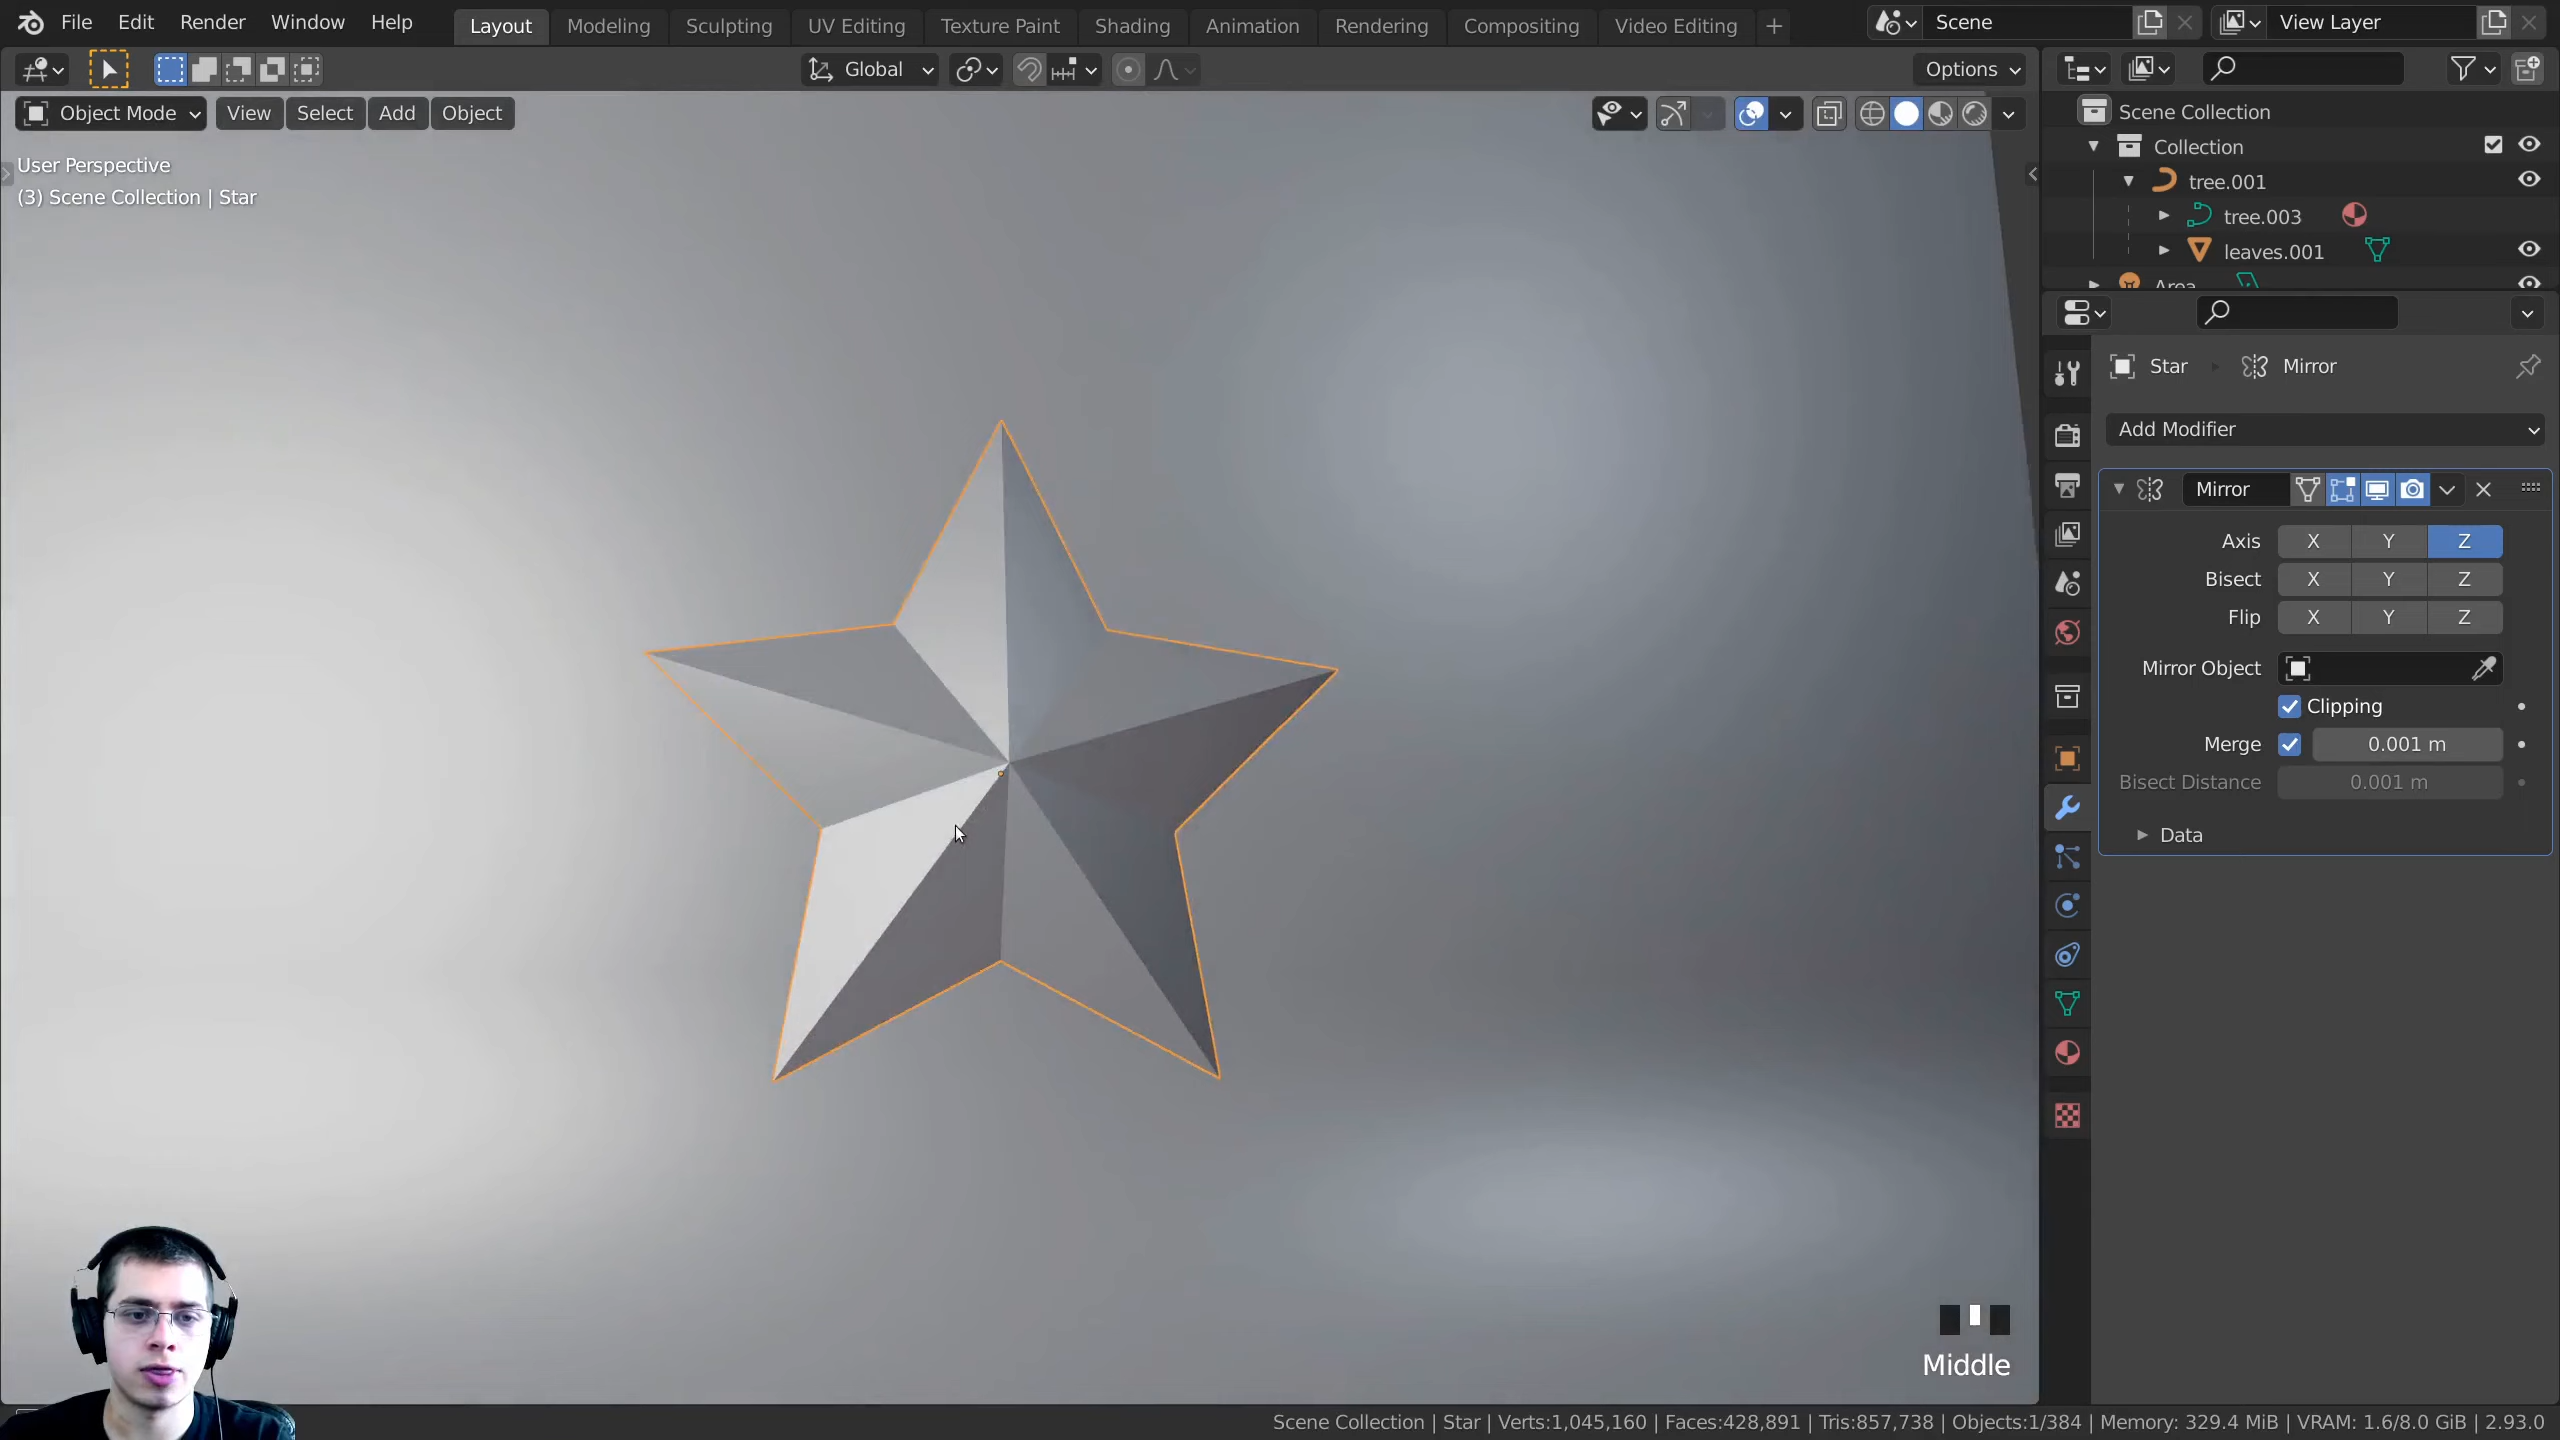 File Edit Render Window Help Layout Modeling Sculpting UV Editing Texture Paint Shading Animation Rendering Compositing Video Editing + Scene View Layer
Global Options
Object Mode View Select Add Object
User Perspective
(3) Scene Collection | Star
Scene Collection
Collection
tree.001
tree.003
leaves.001
Area
Star Mirror
Add Modifier
Mirror
Axis X Y Z
Bisect X Y Z
Flip X Y Z
Mirror Object
Clipping
Merge 0.001 m
Bisect Distance 0.001 m
Data
Middle
Scene Collection | Star | Verts:1,045,160 | Faces:428,891 | Tris:857,738 | Objects:1/384 | Memory: 329.4 MiB | VRAM: 1.6/8.0 GiB | 2.93.0